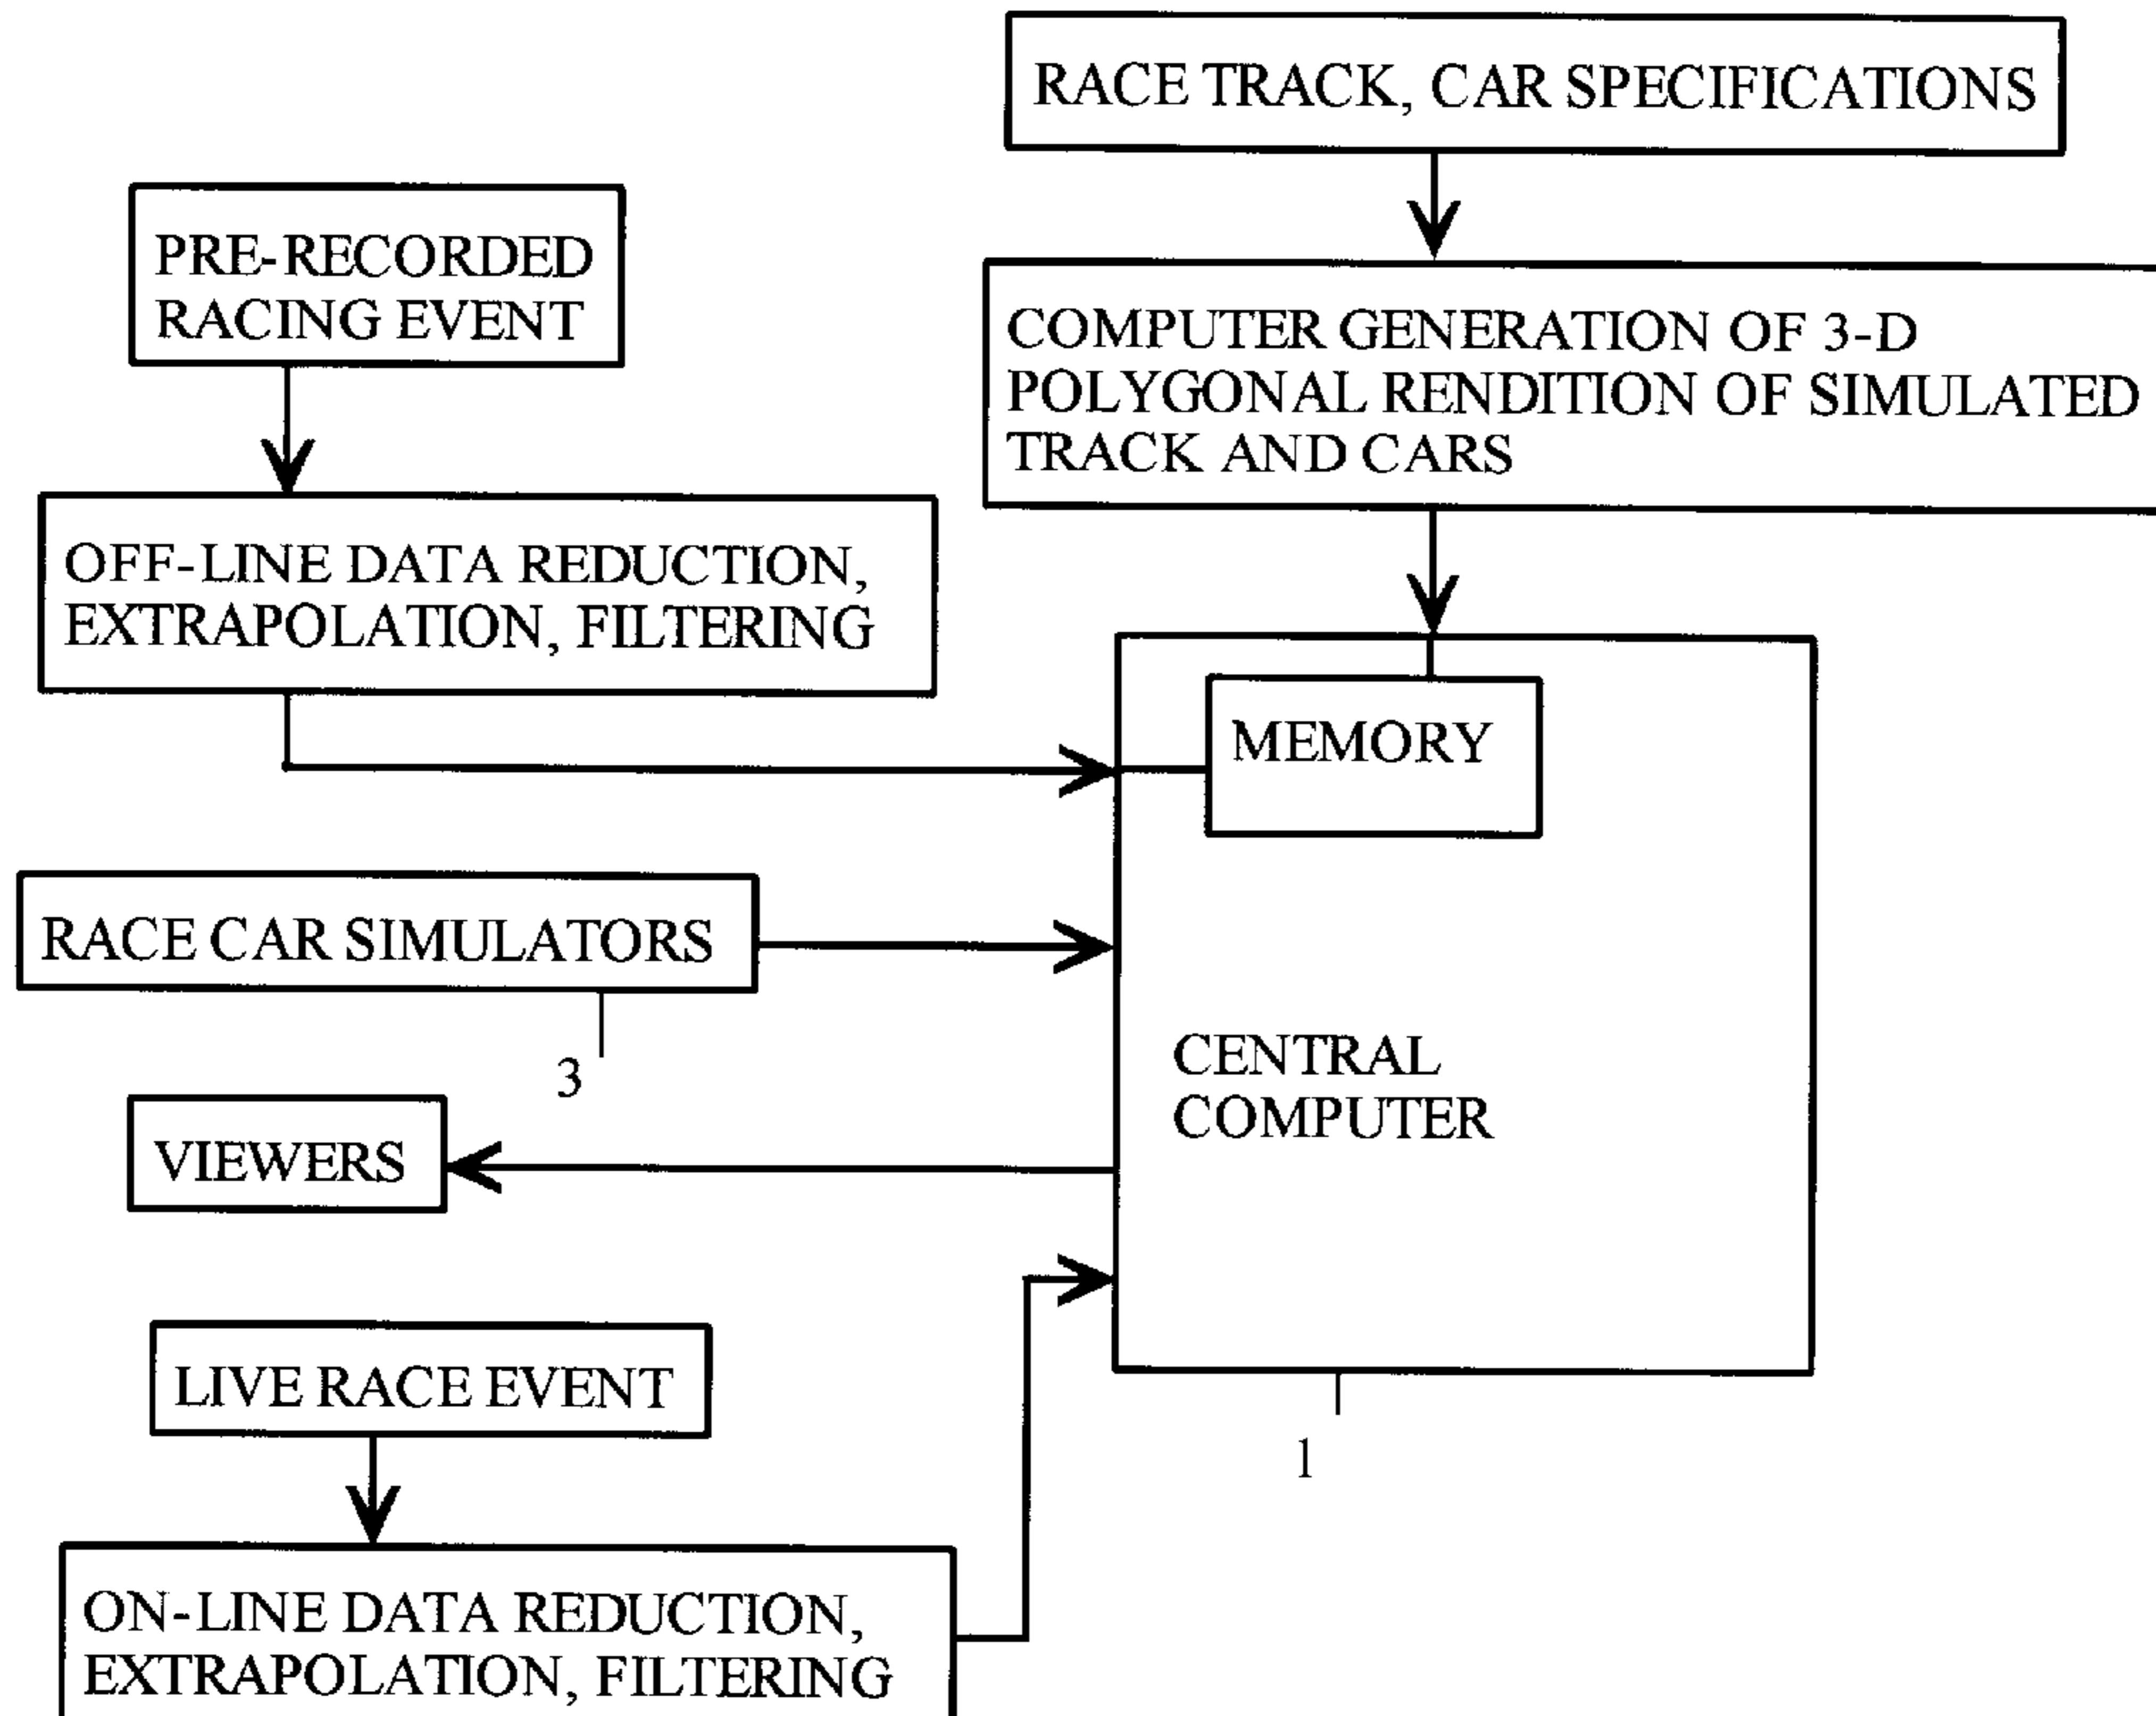 RACE TRACK, CAR SPECIFICATIONS
PRE-RECORDED
RACING EVENT
COMPUTER GENERATION OF 3-D
POLYGONAL RENDITION OF SIMULATED
TRACK AND CARS
OFF-LINE DATA REDUCTION,
EXTRAPOLATION, FILTERING
MEMORY
RACE CAR SIMULATORS
3
CENTRAL
COMPUTER
VIEWERS
LIVE RACE EVENT
1
ON-LINE DATA REDUCTION,
EXTRAPOLATION, FILTERING